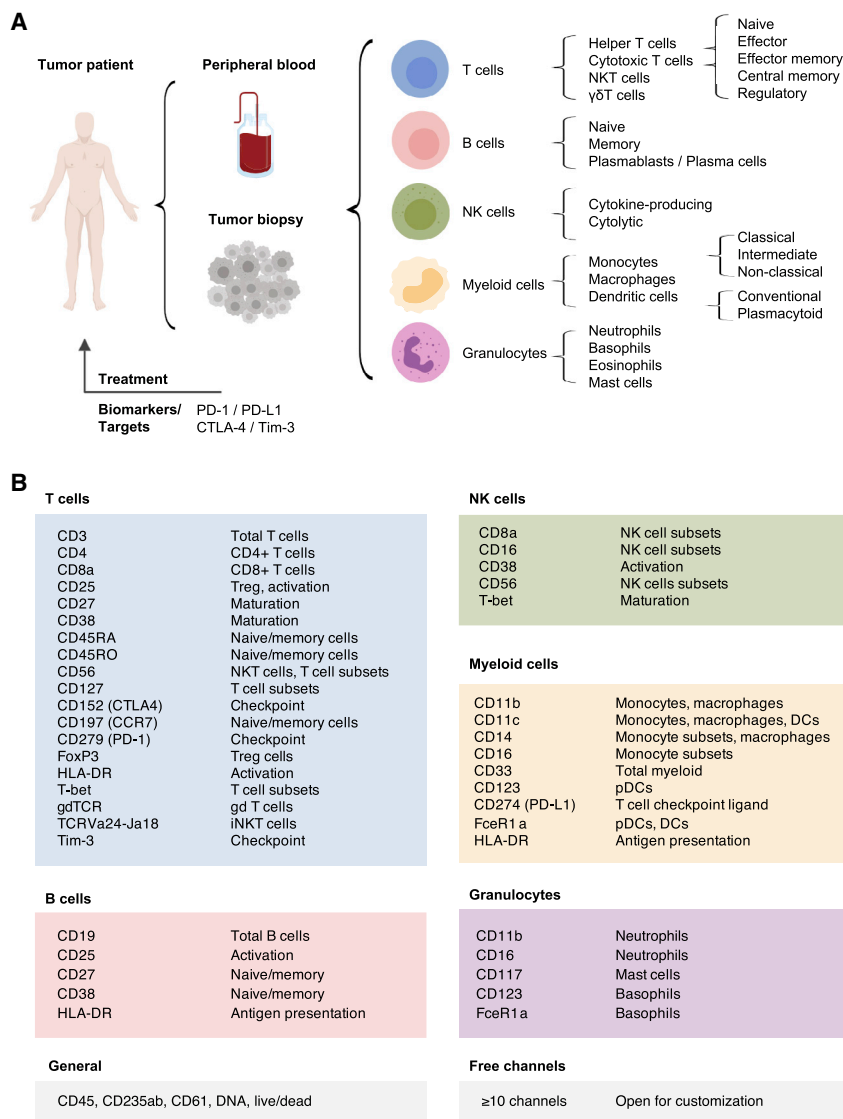 A
Tumor patient
Peripheral blood
Tumor biopsy
Treatment
Biomarkers/ PD-1 / PD-L1
Targets CTLA-4 / Tim-3
T cells
Helper T cells
Cytotoxic T cells
NKT cells
γδT cells
Naive
Effector
Effector memory
Central memory
Regulatory
B cells
Naive
Memory
Plasmablasts / Plasma cells
NK cells
Cytokine-producing
Cytolytic
Myeloid cells
Monocytes
Macrophages
Dendritic cells
Classical
Intermediate
Non-classical
Conventional
Plasmacytoid
Granulocytes
Neutrophils
Basophils
Eosinophils
Mast cells
B
T cells
CD3 Total T cells
CD4 CD4+ T cells
CD8a CD8+ T cells
CD25 Treg, activation
CD27 Maturation
CD38 Maturation
CD45RA Naive/memory cells
CD45RO Naive/memory cells
CD56 NKT cells, T cell subsets
CD127 T cell subsets
CD152 (CTLA4) Checkpoint
CD197 (CCR7) Naive/memory cells
CD279 (PD-1) Checkpoint
FoxP3 Treg cells
HLA-DR Activation
T-bet T cell subsets
gdTCR gd T cells
TCRVa24-Ja18 iNKT cells
Tim-3 Checkpoint
B cells
CD19 Total B cells
CD25 Activation
CD27 Naive/memory
CD38 Naive/memory
HLA-DR Antigen presentation
General
CD45, CD235ab, CD61, DNA, live/dead
NK cells
CD8a NK cell subsets
CD16 NK cell subsets
CD38 Activation
CD56 NK cells subsets
T-bet Maturation
Myeloid cells
CD11b Monocytes, macrophages
CD11c Monocytes, macrophages, DCs
CD14 Monocyte subsets, macrophages
CD16 Monocyte subsets
CD33 Total myeloid
CD123 pDCs
CD274 (PD-L1) T cell checkpoint ligand
FceR1a pDCs, DCs
HLA-DR Antigen presentation
Granulocytes
CD11b Neutrophils
CD16 Neutrophils
CD117 Mast cells
CD123 Basophils
FceR1a Basophils
Free channels
≥10 channels Open for customization